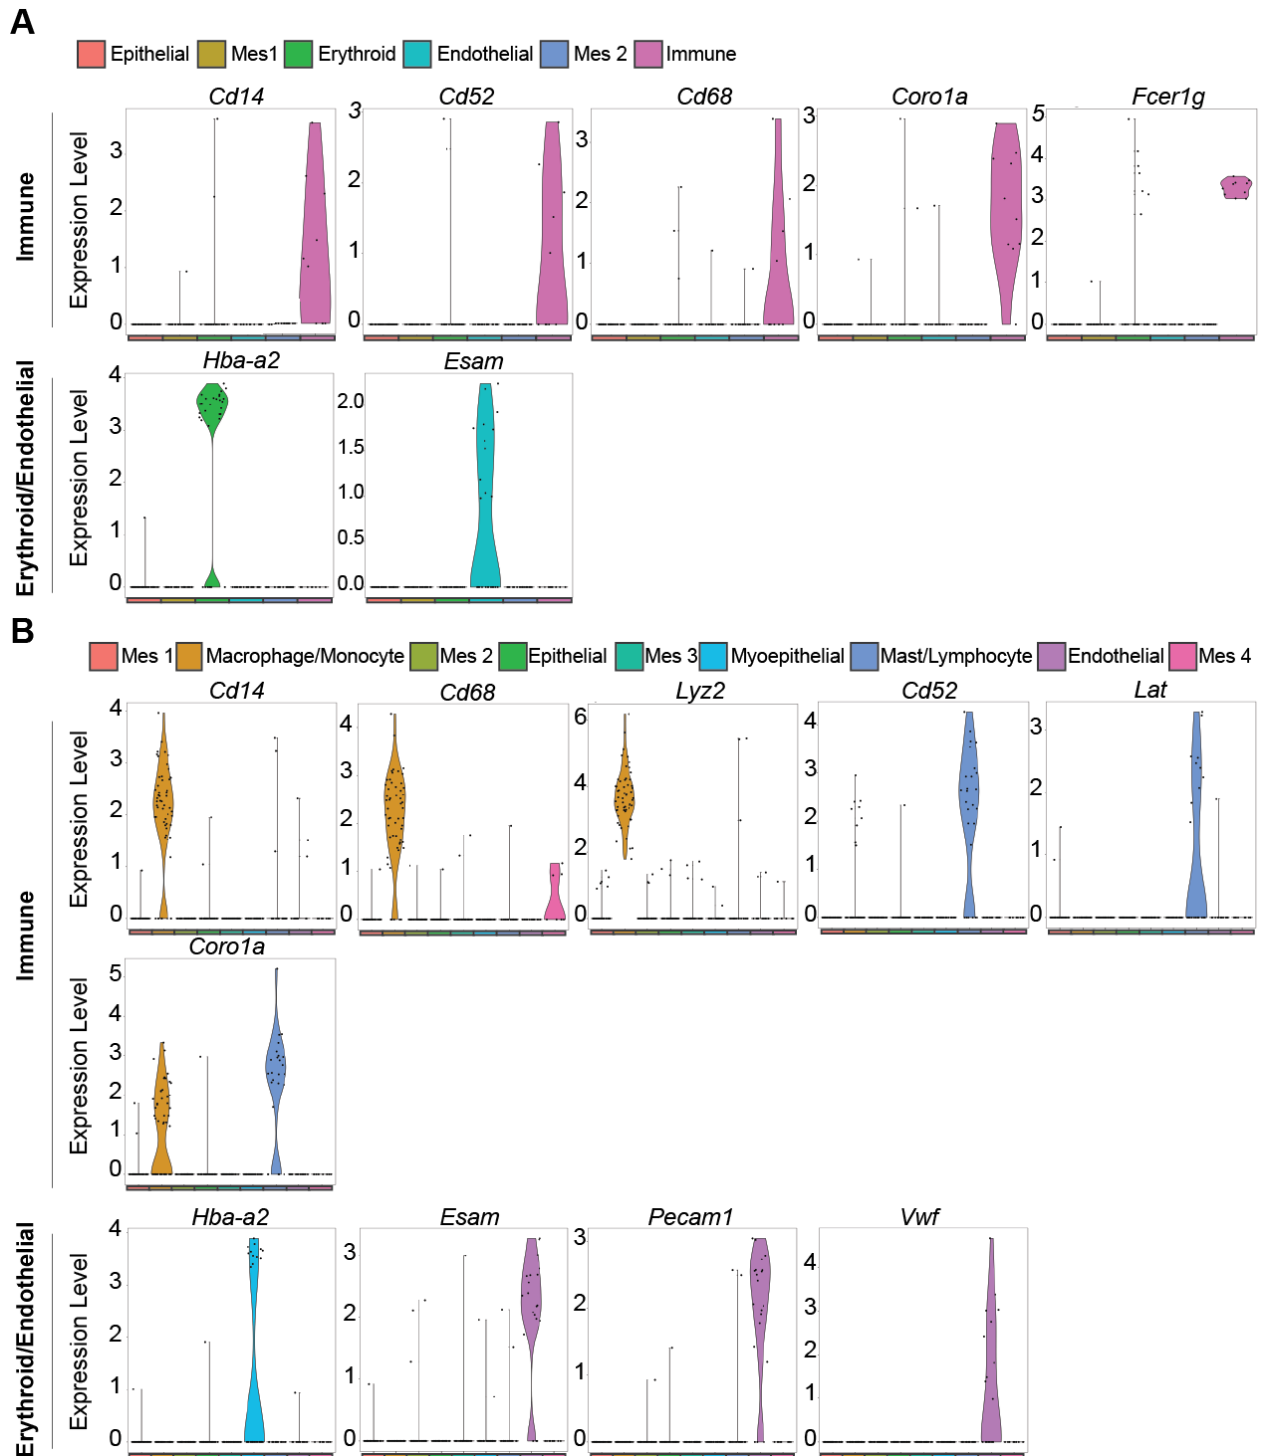 A
Epithelial Mes1 Erythroid Endothelial Mes 2 Immune
Immune
Expression Level
Cd14
3
2
1
0
Cd52
3
2
1
0
Cd68
3
2
1
0
Coro1a
3
2
1
0
Fcer1g
5
4
3
2
1
0
Erythroid/Endothelial
Expression Level
Hba-a2
4
3
2
1
0
Esam
2.0
1.5
1.0
0.5
0.0
B
Mes 1 Macrophage/Monocyte Mes 2 Epithelial Mes 3 Myoepithelial Mast/Lymphocyte Endothelial Mes 4
Immune
Expression Level
Cd14
4
3
2
1
0
Cd68
4
3
2
1
0
Lyz2
6
4
2
0
Cd52
4
3
2
1
0
Lat
3
2
1
0
Expression Level
Coro1a
5
4
3
2
1
0
Erythroid/Endothelial
Expression Level
Hba-a2
4
3
2
1
0
Esam
3
2
1
0
Pecam1
3
2
1
0
Vwf
4
3
2
1
0